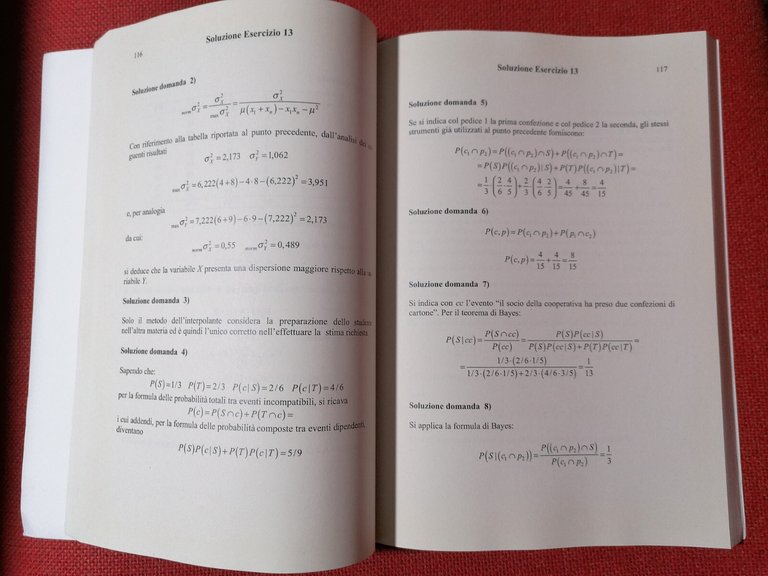 116
Soluzione Esercizio 13
Soluzione domanda 2)
norm σ²_X = σ²_X / max σ²_X = σ²_X / (μ(x₁ + xₙ) − x₁xₙ − μ²)
Con riferimento alla tabella riportata al punto precedente, dall'analisi
guenti risultati
σ²_X = 2,173 σ²_Y = 1,062
max σ²_X = 6,222(4+8) − 4·8 − (6,222)² = 3,951
e, per analogia
max σ²_Y = 7,222(6+9) − 6·9 − (7,222)² = 2,173
da cui:
norm σ²_X = 0,55 norm σ²_Y = 0,489
si deduce che la variabile X presenta una dispersione maggiore rispetto alla
riabile Y.
Soluzione domanda 3)
Solo il metodo dell'interpolante considera la preparazione dello studente
nell'altra materia ed è quindi l'unico corretto nell'effettuare la stima richiesta
Soluzione domanda 4)
Sapendo che:
P(S)=1/3 P(T)=2/3 P(c|S)=2/6 P(c|T)=4/6
per la formula delle probabilità totali tra eventi incompatibili, si ricava
P(c) = P(S∩c) + P(T∩c) =
i cui addendi, per la formula delle probabilità composte tra eventi dipendenti,
diventano
P(S)P(c|S) + P(T)P(c|T) = 5/9
Soluzione Esercizio 13
117
Soluzione domanda 5)
Se si indica col pedice 1 la prima confezione e col pedice 2 la seconda, gli stessi
strumenti già utilizzati al punto precedente forniscono:
P(c₁∩p₂) = P((c₁∩p₂)∩S) + P((c₁∩p₂)∩T) =
= P(S)P((c₁∩p₂)|S) + P(T)P((c₁∩p₂)|T) =
= 1/3 · (2/6 · 4/5) + 2/3 · (4/6 · 2/5) = 4/45 + 8/45 = 4/15
Soluzione domanda 6)
P(c, p) = P(c₁∩p₂) + P(p₁∩c₂)
P(c, p) = 4/15 + 4/15 = 8/15
Soluzione domanda 7)
Si indica con cc l'evento "il socio della cooperativa ha preso due confezioni di
cartone". Per il teorema di Bayes:
P(S|cc) = P(S∩cc) / P(cc) = P(S)P(cc|S) / (P(S)P(cc|S) + P(T)P(cc|T)) =
= 1/3·(2/6·1/5) / (1/3·(2/6·1/5) + 2/3·(4/6·3/5)) = 1/13
Soluzione domanda 8)
Si applica la formula di Bayes:
P(S|(c₁∩p₂)) = P((c₁∩p₂)∩S) / P(c₁∩p₂) = 1/3